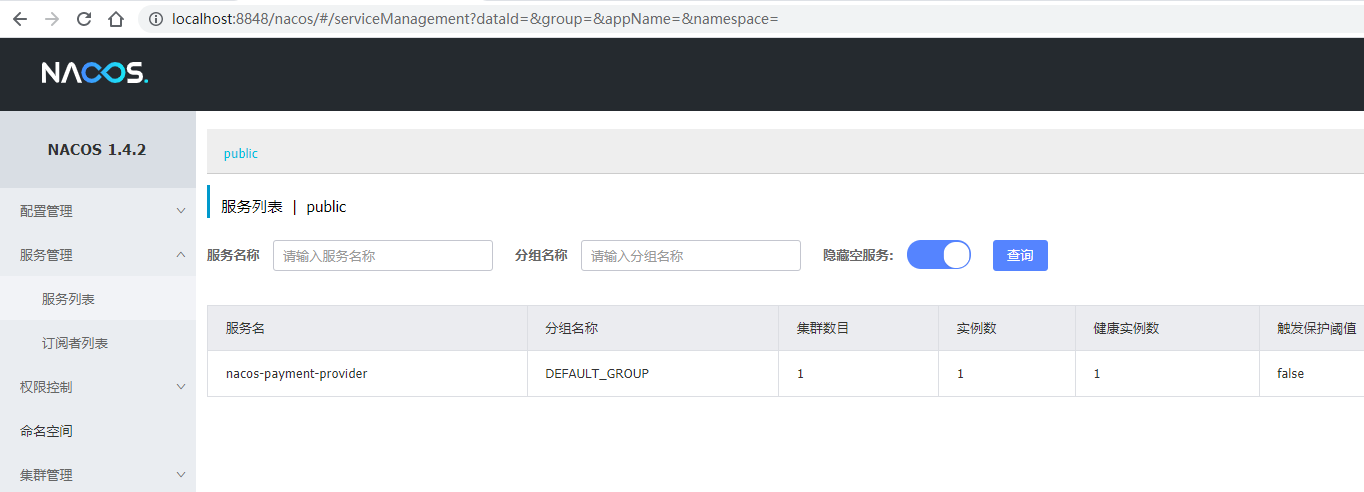 localhost:8848/nacos/#/serviceManagement?dataId=&group=&appName=&namespace=
NACOS.
NACOS 1.4.2
配置管理
服务管理
服务列表
订阅者列表
权限控制
命名空间
集群管理
public
服务列表 | public
服务名称 请输入服务名称 分组名称 请输入分组名称 隐藏空服务: 查询
服务名 分组名称 集群数目 实例数 健康实例数 触发保护阈值
nacos-payment-provider DEFAULT_GROUP 1 1 1 false